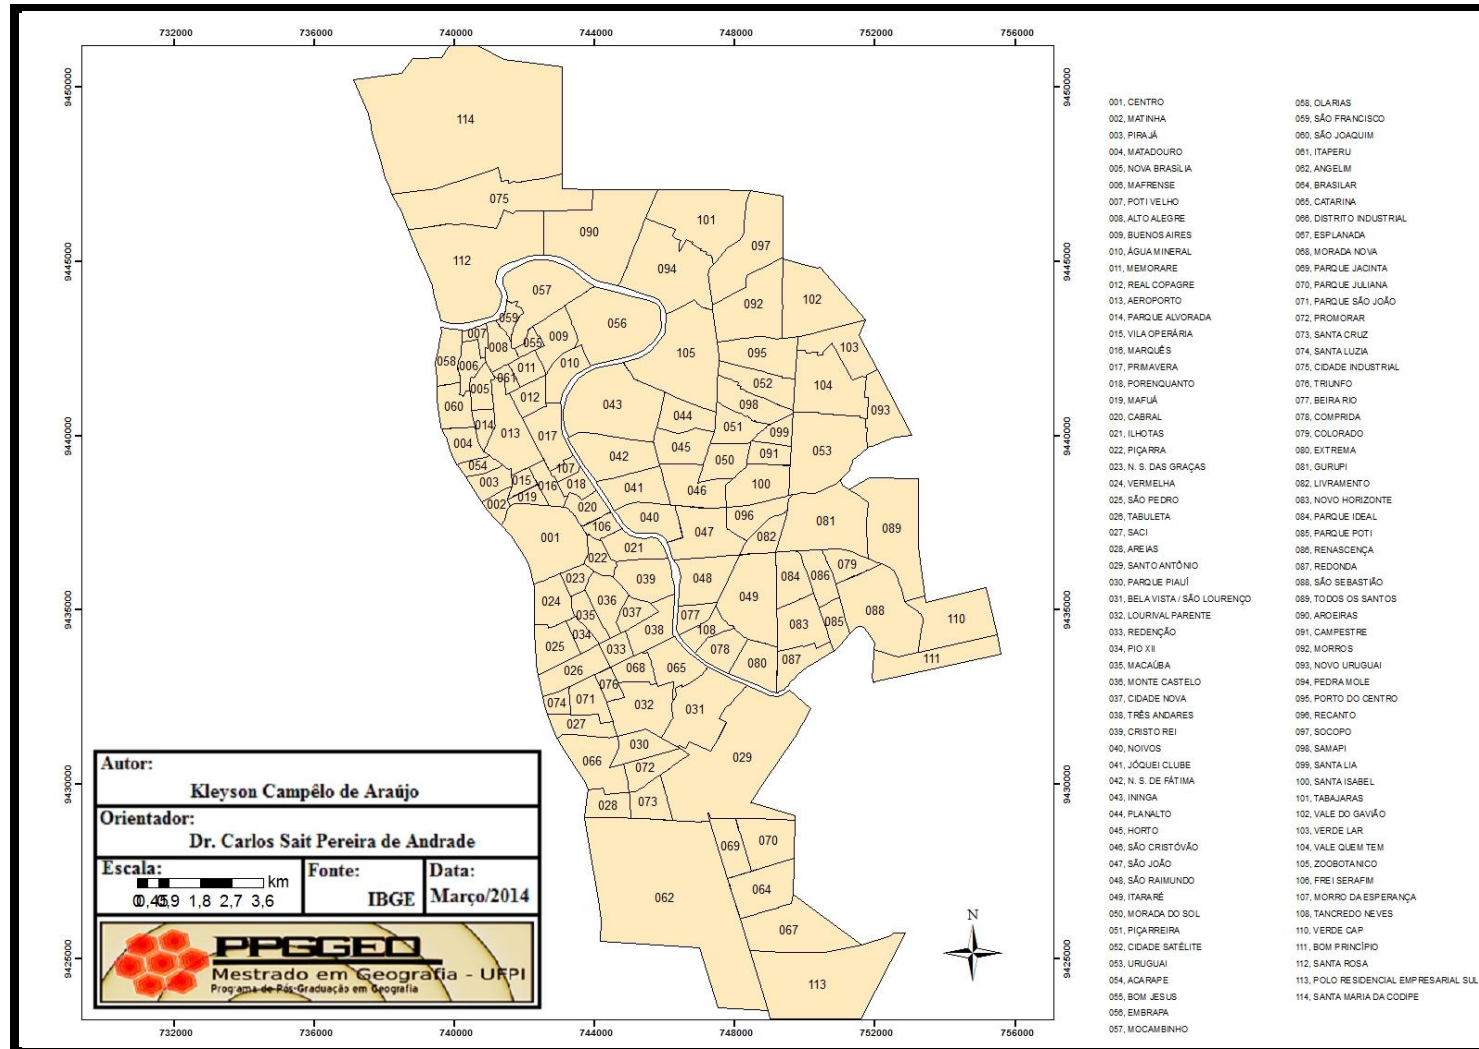 732000 736000 740000 744000 748000 752000 756000
9450000 9445000 9440000 9435000 9430000 9425000
9450000 9445000 9440000 9435000 9430000 9425000
114
075
101
090
097
112
094
057
092
102
059
056
007
009
055
008
105
095
103
058
006
010
011
061
052
104
005
012
043
098
093
060
044
014
051
013
017
099
004
045
053
042
050
091
054
107
003
015
018
016
041
046
100
019
002
020
040
096
106
047
081
089
001
082
021
022
023
039
048
084
086
079
024
036
049
088
035
037
077
083
085
110
034
038
108
025
033
078
087
111
026
068
065
080
076
074
071
032
031
027
030
029
066
072
028
073
069
070
064
062
067
113
N
001, CENTRO
002, MATINHA
003, PIRAJÁ
004, MATADOURO
005, NOVA BRASÍLIA
006, MAFRENSE
007, POTI VELHO
008, ALTO ALEGRE
009, BUENOS AIRES
010, ÁGUA MINERAL
011, MEMORARE
012, REAL COPAGRE
013, AEROPORTO
014, PARQUE ALVORADA
015, VILA OPERÁRIA
016, MARQUÊS
017, PRIMAVERA
018, PORENQUANTO
019, MAFUÁ
020, CABRAL
021, ILHOTAS
022, PIÇARRA
023, N. S. DAS GRAÇAS
024, VERMELHA
025, SÃO PEDRO
026, TABULETA
027, SACI
028, AREIAS
029, SANTO ANTÔNIO
030, PARQUE PIAUÍ
031, BELA VISTA / SÃO LOURENÇO
032, LOURIVAL PARENTE
033, REDENÇÃO
034, PIO XII
035, MACAÚBA
036, MONTE CASTELO
037, CIDADE NOVA
038, TRÊS ANDARES
039, CRISTO REI
040, NOIVOS
041, JÓQUEI CLUBE
042, N. S. DE FÁTIMA
043, ININGA
044, PLANALTO
045, HORTO
046, SÃO CRISTÓVÃO
047, SÃO JOÃO
048, SÃO RAIMUNDO
049, ITARARÉ
050, MORADA DO SOL
051, PIÇARREIRA
052, CIDADE SATÉLITE
053, URUGUAI
054, ACARAPE
055, BOM JESUS
056, EMBRAPA
057, MOCAMBINHO
058, OLARIAS
059, SÃO FRANCISCO
060, SÃO JOAQUIM
061, ITAPERU
062, ANGELIM
064, BRASILAR
065, CATARINA
066, DISTRITO INDUSTRIAL
067, ESPLANADA
068, MORADA NOVA
069, PARQUE JACINTA
070, PARQUE JULIANA
071, PARQUE SÃO JOÃO
072, PROMORAR
073, SANTA CRUZ
074, SANTA LUZIA
075, CIDADE INDUSTRIAL
076, TRIUNFO
077, BEIRA RIO
078, COMPRIDA
079, COLORADO
080, EXTREMA
081, GURUPI
082, LIVRAMENTO
083, NOVO HORIZONTE
084, PARQUE IDEAL
085, PARQUE POTI
086, RENASCENÇA
087, REDONDA
088, SÃO SEBASTIÃO
089, TODOS OS SANTOS
090, AROEIRAS
091, CAMPESTRE
092, MORROS
093, NOVO URUGUAI
094, PEDRA MOLE
095, PORTO DO CENTRO
096, RECANTO
097, SOCOPO
098, SAMAPI
099, SANTA LIA
100, SANTA ISABEL
101, TABAJARAS
102, VALE DO GAVIÃO
103, VERDE LAR
104, VALE QUEM TEM
105, ZOOBOTANICO
106, FREI SERAFIM
107, MORRO DA ESPERANÇA
108, TANCREDO NEVES
110, VERDE CAP
111, BOM PRINCÍPIO
112, SANTA ROSA
113, POLO RESIDENCIAL EMPRESARIAL SUL
114, SANTA MARIA DA CODIPE
Autor:
Kleyson Campêlo de Araújo
Orientador:
Dr. Carlos Sait Pereira de Andrade
Escala:
km
0 0,45 0,9 1,8 2,7 3,6
Fonte:
IBGE
Data:
Março/2014
PPGGEO
Mestrado em Geografia - UFPI
Programa de Pós-Graduação em Geografia
732000 736000 740000 744000 748000 752000 756000